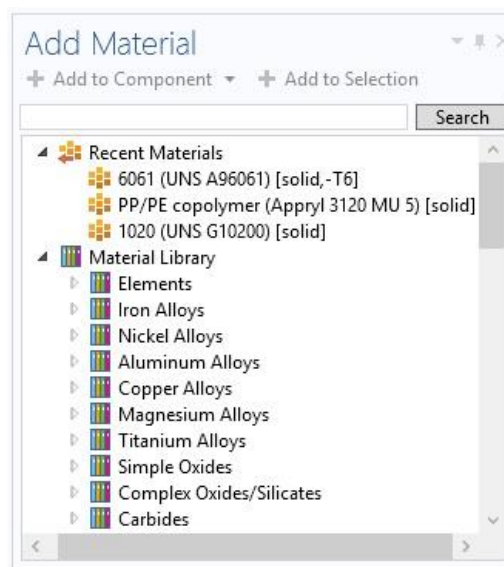 Add Material
Add to Component Add to Selection
Search
Recent Materials
6061 (UNS A96061) [solid,-T6]
PP/PE copolymer (Appryl 3120 MU 5) [solid]
1020 (UNS G10200) [solid]
Material Library
Elements
Iron Alloys
Nickel Alloys
Aluminum Alloys
Copper Alloys
Magnesium Alloys
Titanium Alloys
Simple Oxides
Complex Oxides/Silicates
Carbides